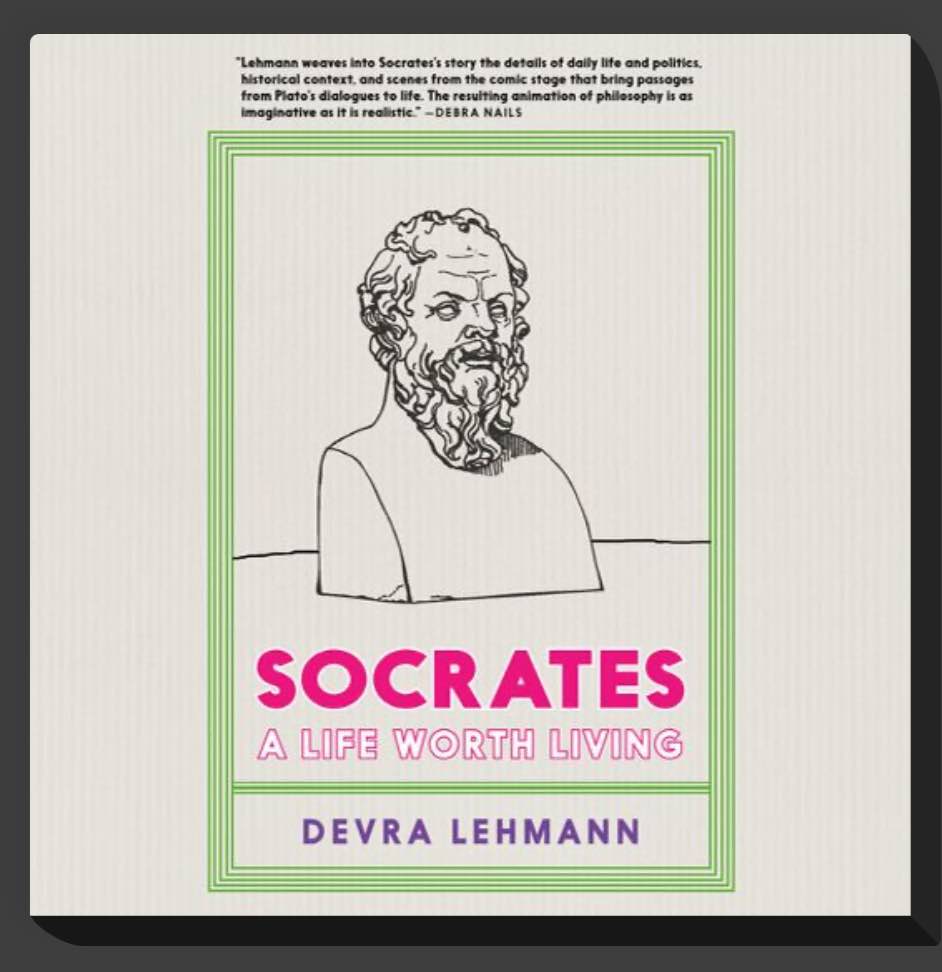 "Lehmann weaves into Socrates's story the details of daily life and politics,
historical context, and scenes from the comic stage that bring passages
from Plato's dialogues to life. The resulting animation of philosophy is as
imaginative as it is realistic." —DEBRA NAILS
SOCRATES
A LIFE WORTH LIVING
DEVRA LEHMANN